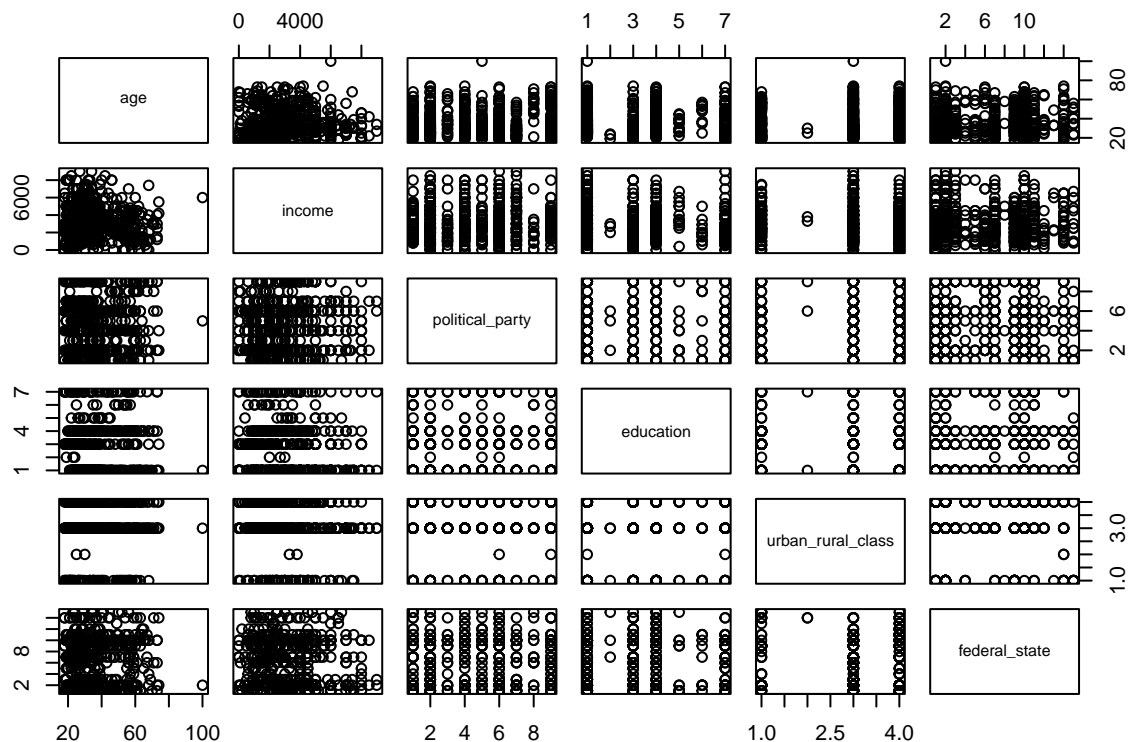 0 4000 1 3 5 7 2 6 10
age
20 80
0 6000
income
political_party
2 6
1 4 7
education
urban_rural_class
1.0 3.0
2 8
federal_state
20 60 100 2 4 6 8 1.0 2.5 4.0